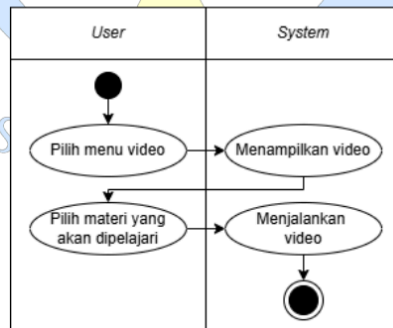 User
System
Pilih menu video
Menampilkan video
Pilih materi yang
akan dipelajari
Menjalankan
video